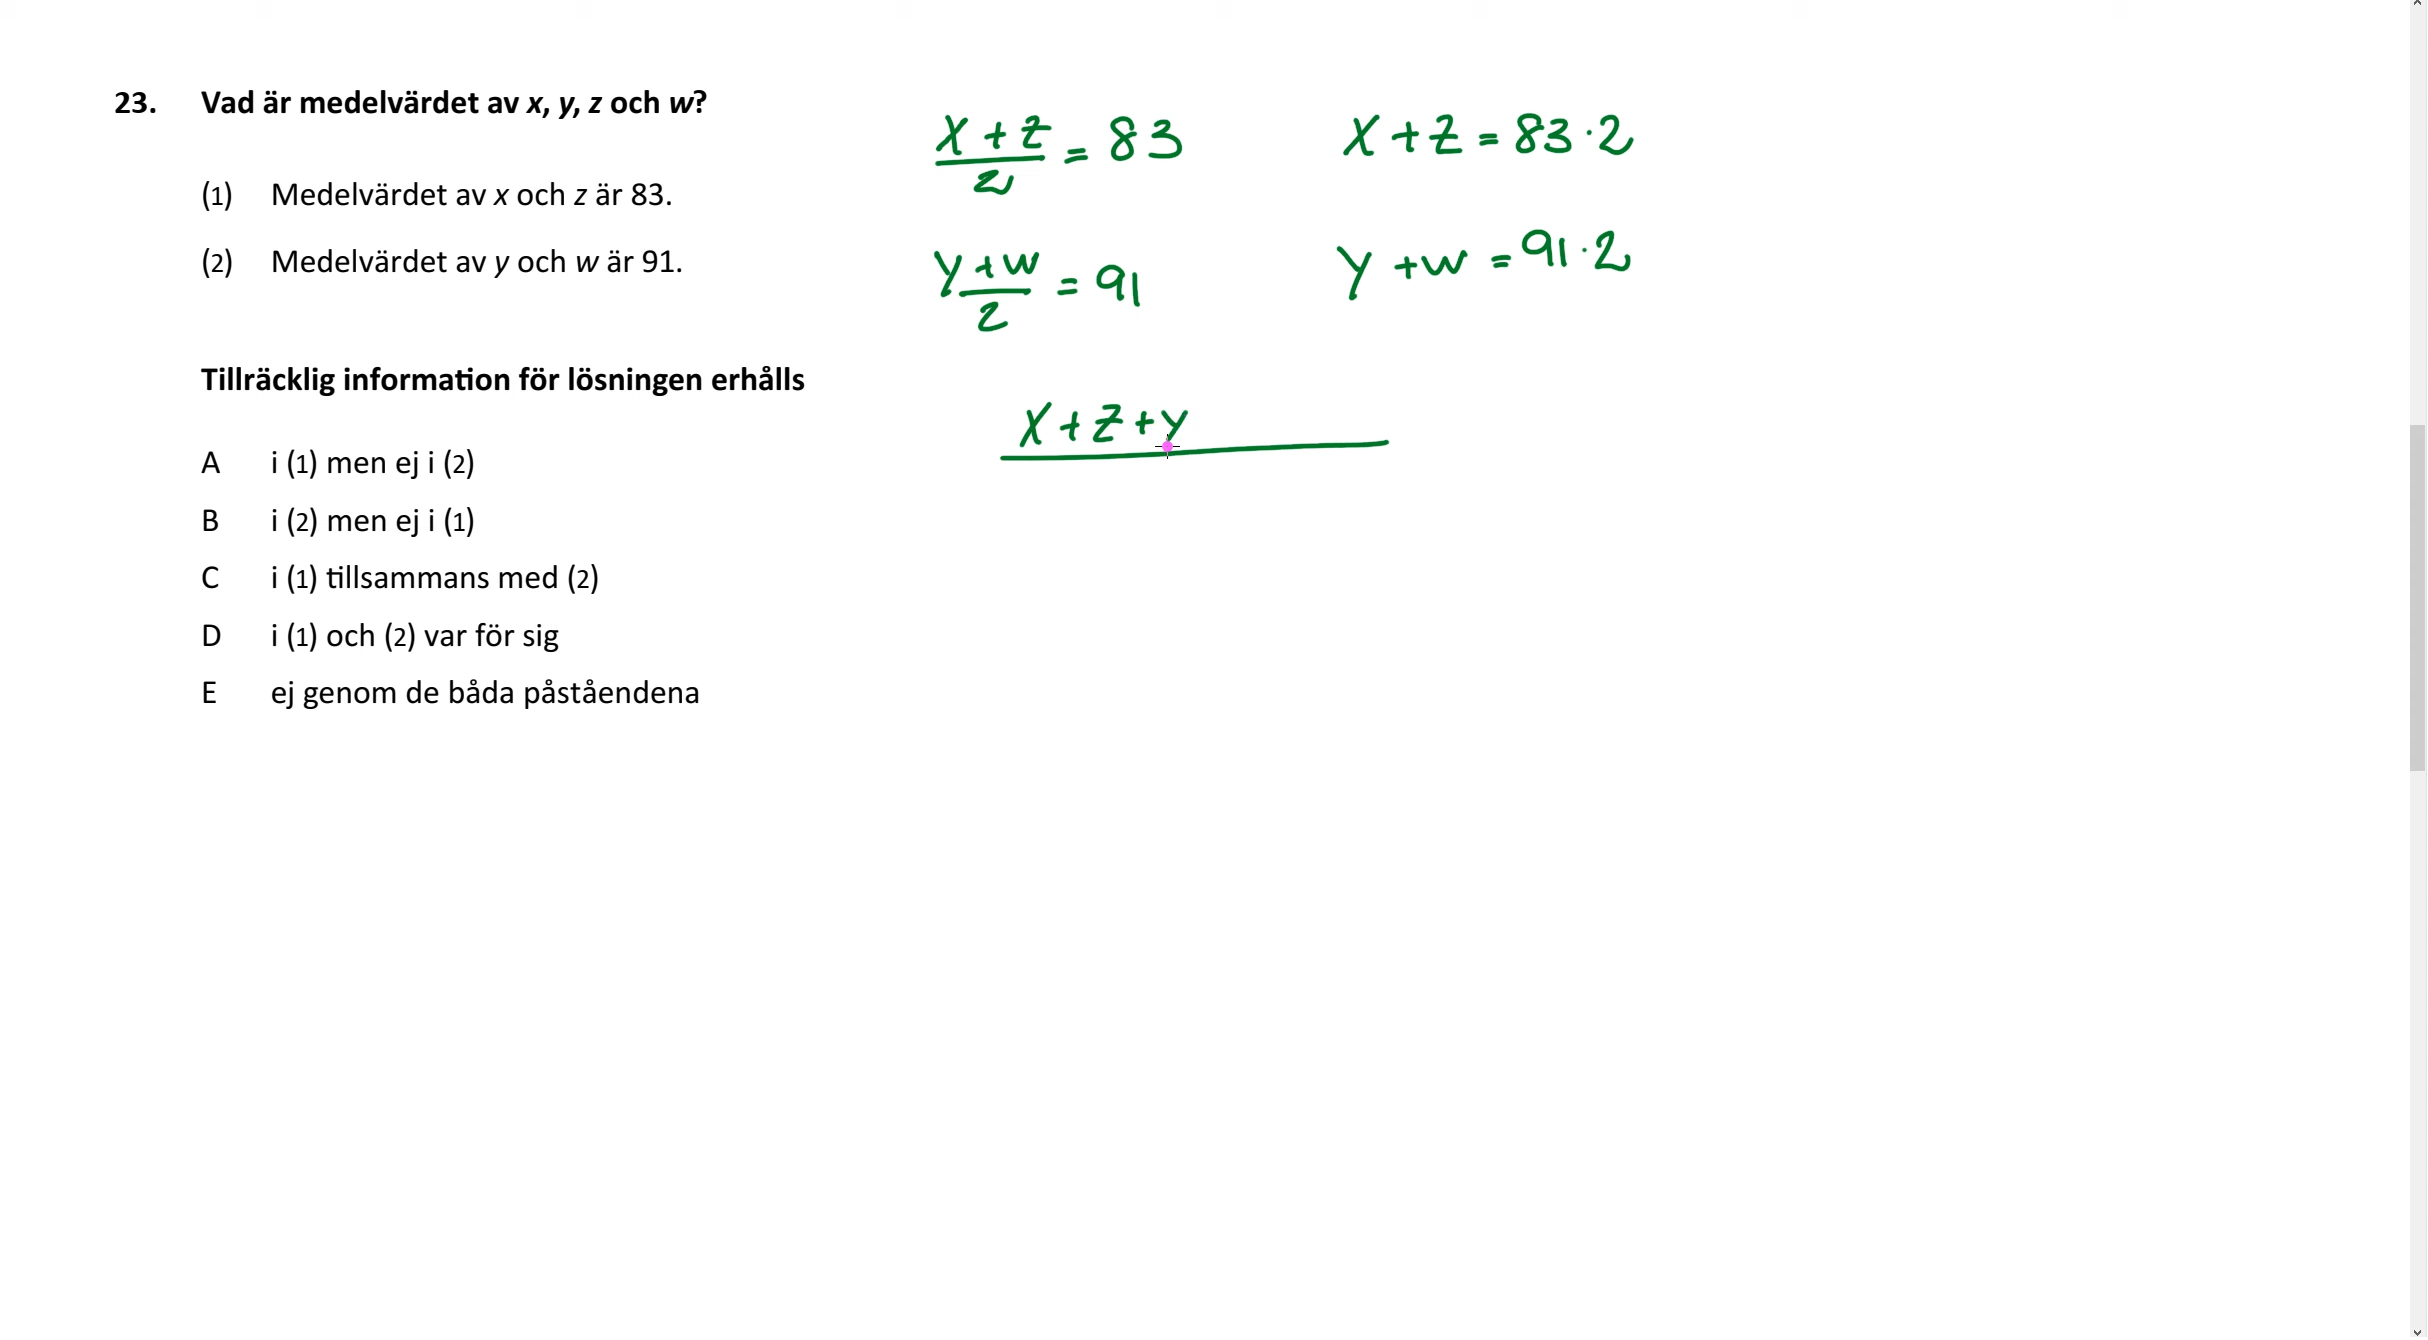 23. Vad är medelvärdet av x, y, z och w?
(1) Medelvärdet av x och z är 83.
(2) Medelvärdet av y och w är 91.
Tillräcklig information för lösningen erhålls
A i (1) men ej i (2)
B i (2) men ej i (1)
C i (1) tillsammans med (2)
D i (1) och (2) var för sig
E ej genom de båda påståendena
x + z
2
= 83
x + z = 83 · 2
y + w
2
= 91
y + w = 91 · 2
x + z + y